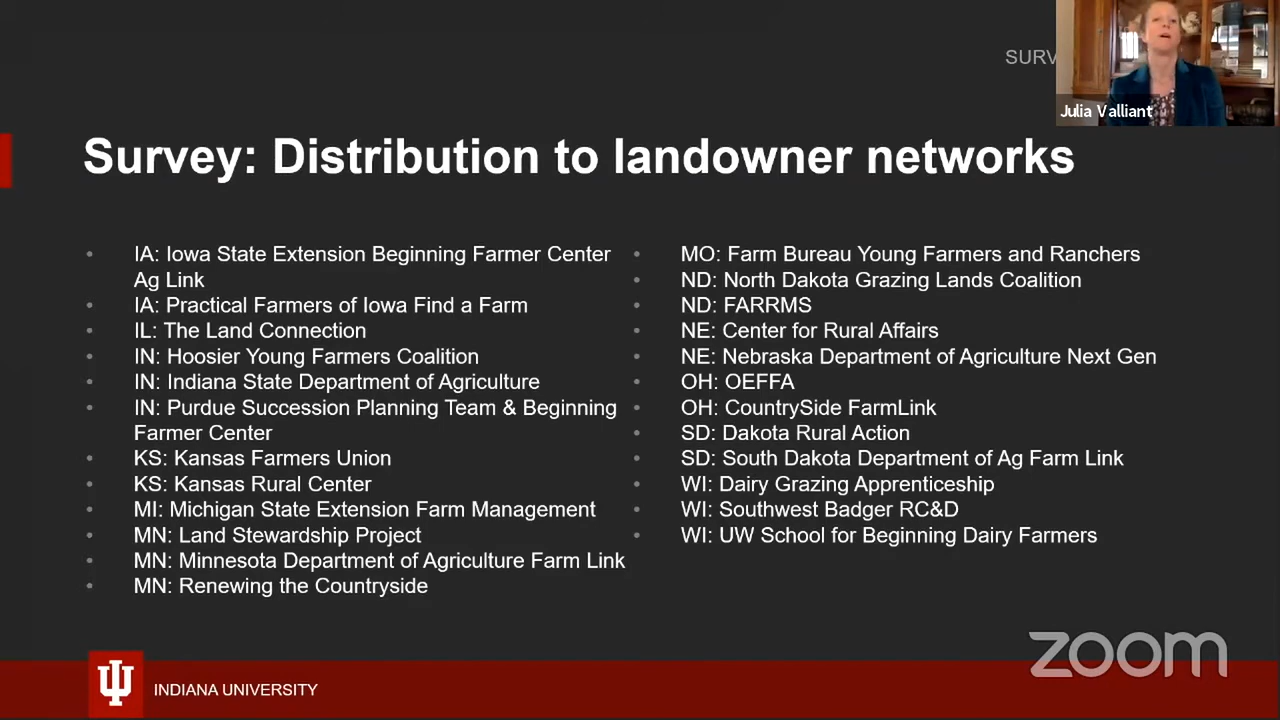 SURV
Julia Valliant
Survey: Distribution to landowner networks
IA: Iowa State Extension Beginning Farmer Center
Ag Link
IA: Practical Farmers of Iowa Find a Farm
IL: The Land Connection
IN: Hoosier Young Farmers Coalition
IN: Indiana State Department of Agriculture
IN: Purdue Succession Planning Team & Beginning
Farmer Center
KS: Kansas Farmers Union
KS: Kansas Rural Center
MI: Michigan State Extension Farm Management
MN: Land Stewardship Project
MN: Minnesota Department of Agriculture Farm Link
MN: Renewing the Countryside
MO: Farm Bureau Young Farmers and Ranchers
ND: North Dakota Grazing Lands Coalition
ND: FARRMS
NE: Center for Rural Affairs
NE: Nebraska Department of Agriculture Next Gen
OH: OEFFA
OH: CountrySide FarmLink
SD: Dakota Rural Action
SD: South Dakota Department of Ag Farm Link
WI: Dairy Grazing Apprenticeship
WI: Southwest Badger RC&D
WI: UW School for Beginning Dairy Farmers
zoom
INDIANA UNIVERSITY